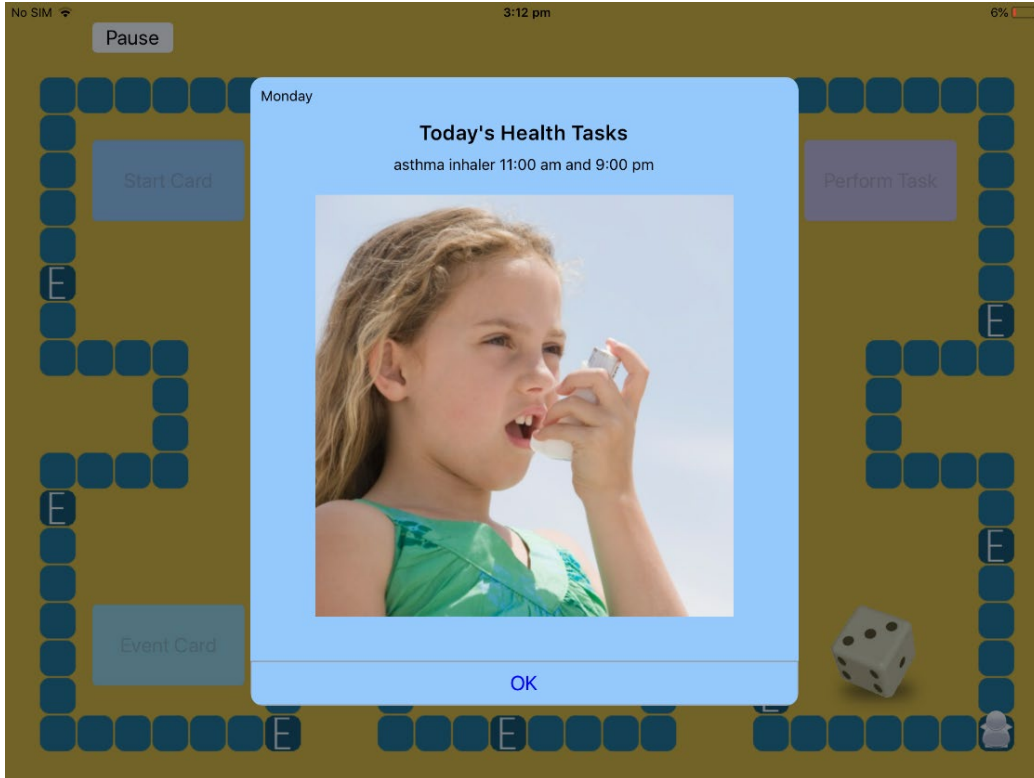 No SIM 3:12 pm 6%
Pause
Monday
Today's Health Tasks
asthma inhaler 11:00 am and 9:00 pm
Start Card
Perform Task
E
E
E
E
Event Card
OK
E
E
E